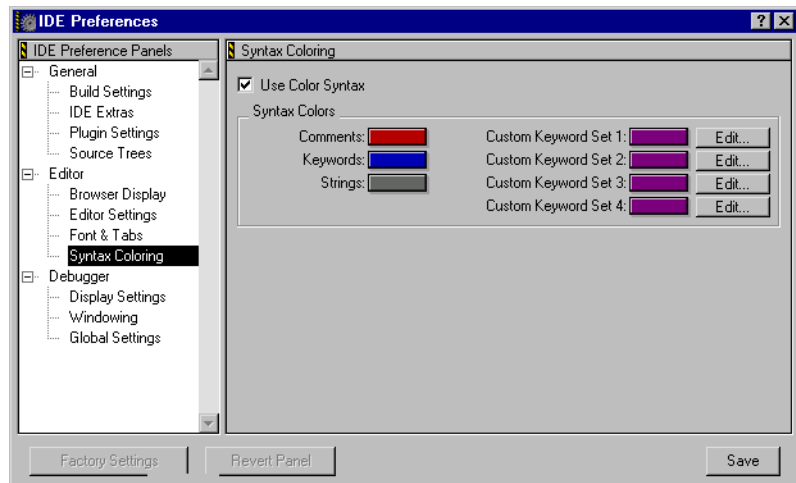 IDE Preferences
IDE Preference Panels
General
Build Settings
IDE Extras
Plugin Settings
Source Trees
Editor
Browser Display
Editor Settings
Font & Tabs
Syntax Coloring
Debugger
Display Settings
Windowing
Global Settings
Syntax Coloring
Use Color Syntax
Syntax Colors
Comments:
Keywords:
Strings:
Custom Keyword Set 1: Edit...
Custom Keyword Set 2: Edit...
Custom Keyword Set 3: Edit...
Custom Keyword Set 4: Edit...
Factory Settings Revert Panel Save